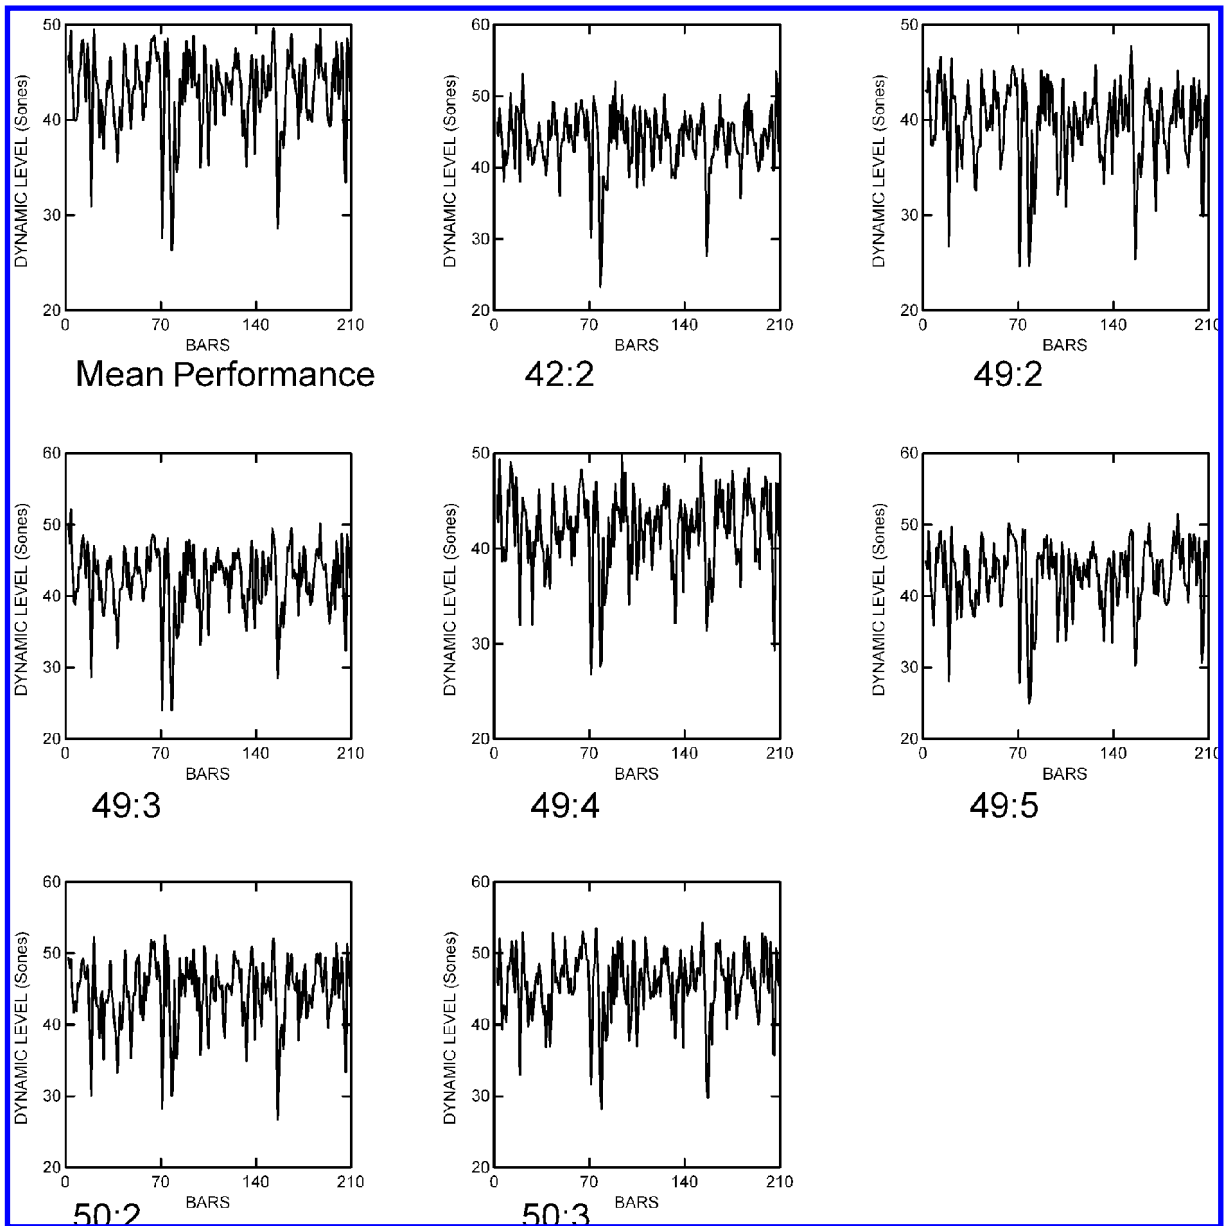 50 60 50
DYNAMIC LEVEL (Sones) DYNAMIC LEVEL (Sones) DYNAMIC LEVEL (Sones)
40 50 40
40
30 30
30
20 20 20
0 70 140 210 0 70 140 210 0 70 140 210
BARS BARS BARS
Mean Performance 42:2 49:2
60 50 60
DYNAMIC LEVEL (Sones) DYNAMIC LEVEL (Sones) DYNAMIC LEVEL (Sones)
50 40 50
40 40
30 30 30
20 20 20
0 70 140 210 0 70 140 210 0 70 140 210
BARS BARS BARS
49:3 49:4 49:5
60 60
DYNAMIC LEVEL (Sones) DYNAMIC LEVEL (Sones)
50 50
40 40
30 30
20 20
0 70 140 210 0 70 140 210
BARS BARS
50:2 50:3